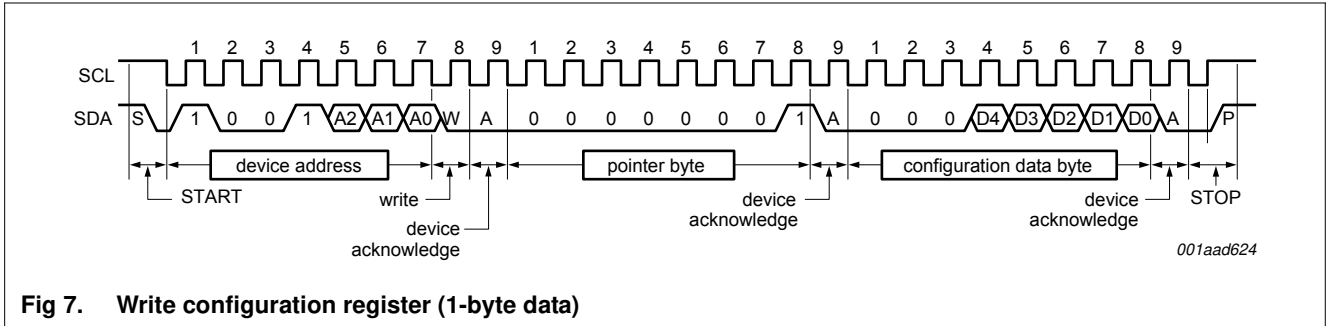 1 2 3 4 5 6 7 8 9 1 2 3 4 5 6 7 8 9 1 2 3 4 5 6 7 8 9
SCL
SDA S 1 0 0 1 A2 A1 A0 W A 0 0 0 0 0 0 0 1 A 0 0 0 D4 D3 D2 D1 D0 A P
device address pointer byte configuration data byte
START write device acknowledge device acknowledge device acknowledge STOP
001aad624
Fig 7. Write configuration register (1-byte data)